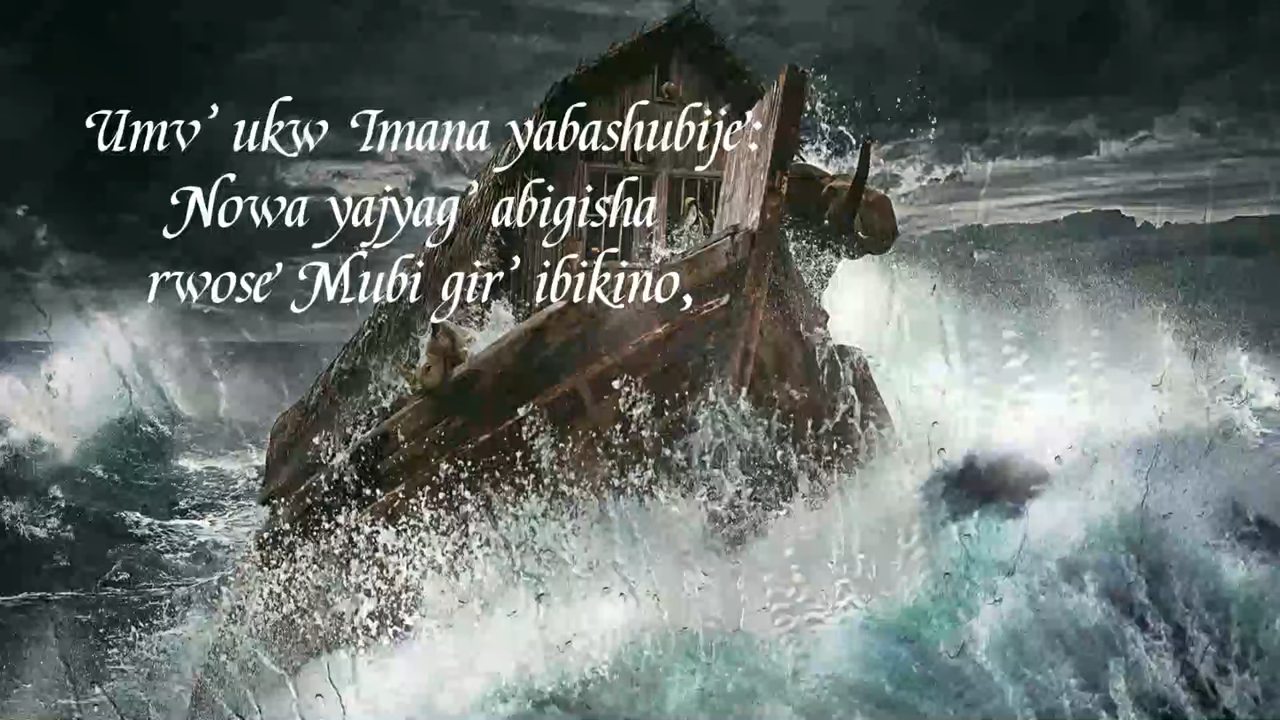 Umv' ukw Imana yabashubije':
Nowa yajyag' abigisha
rwose' Mubi gir' ibikino,